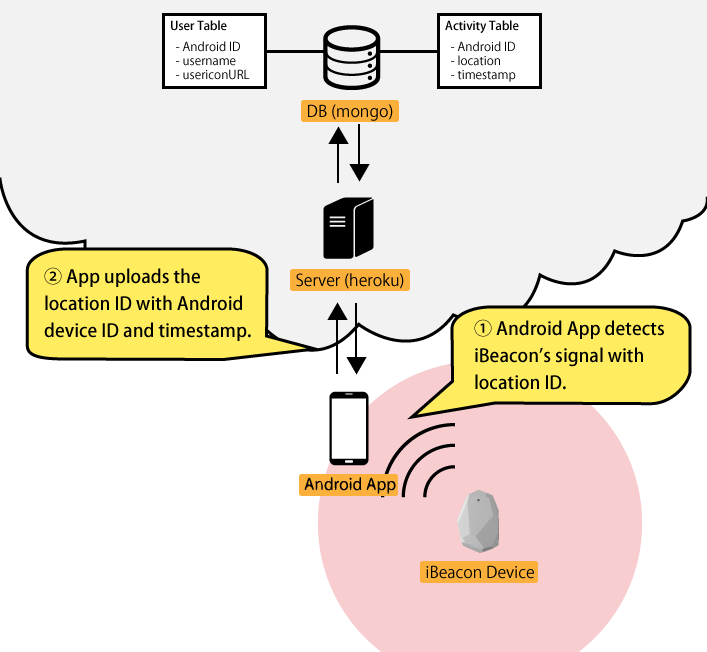 User Table
- Android ID
- username
- usericonURL
Activity Table
- Android ID
- location
- timestamp
DB (mongo)
Server (heroku)
② App uploads the
location ID with Android
device ID and timestamp.
① Android App detects
iBeacon’s signal with
location ID.
Android App
iBeacon Device